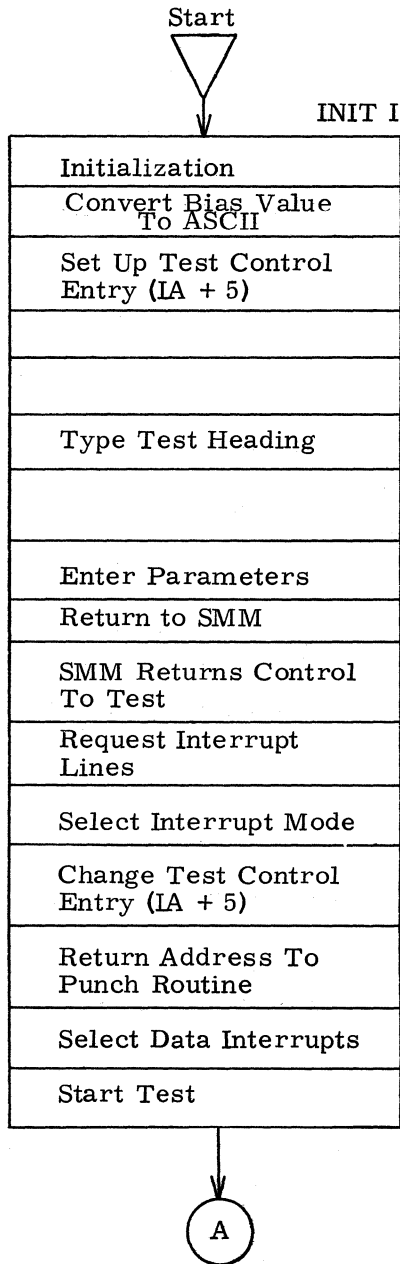 Start
INIT I
Initialization
Convert Bias Value
To ASCII
Set Up Test Control
Entry (IA + 5)
Type Test Heading
Enter Parameters
Return to SMM
SMM Returns Control
To Test
Request Interrupt
Lines
Select Interrupt Mode
Change Test Control
Entry (IA + 5)
Return Address To
Punch Routine
Select Data Interrupts
Start Test
A